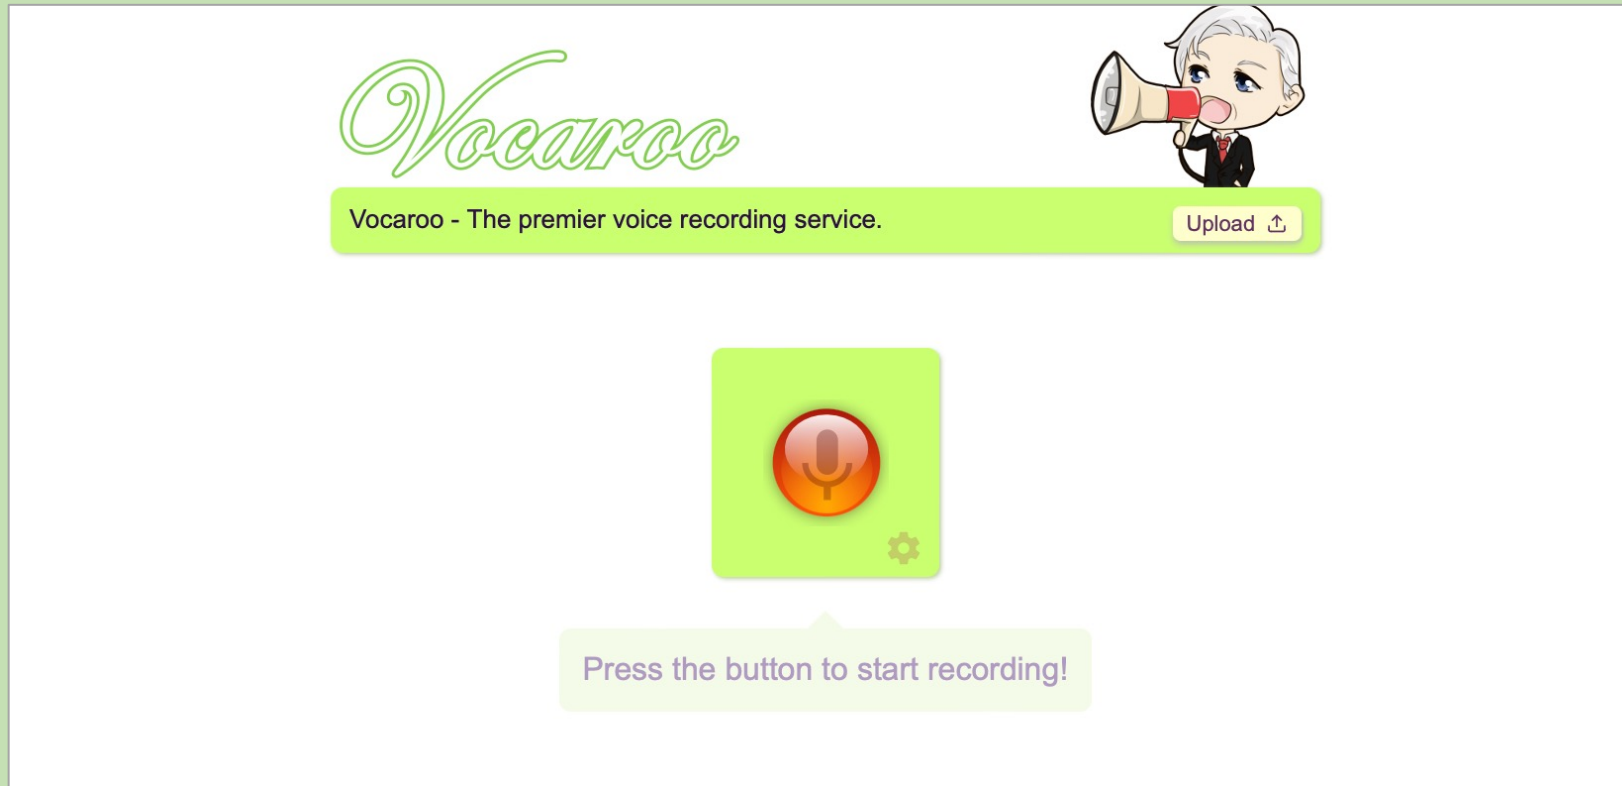 Vocaroo
Vocaroo - The premier voice recording service.
Upload
Press the button to start recording!